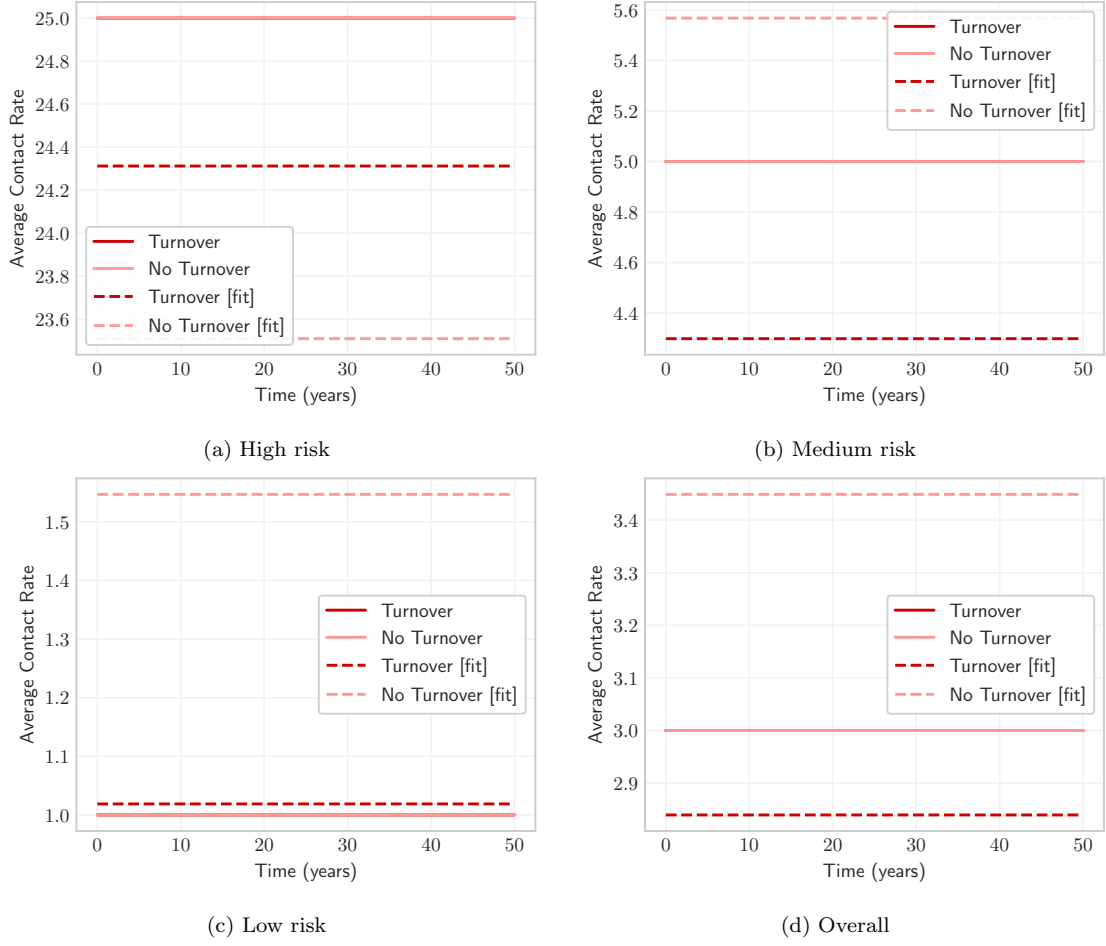 25.0
24.8
24.6
24.4
24.2
24.0
23.8
23.6
Average Contact Rate
Turnover
No Turnover
Turnover [fit]
No Turnover [fit]
0 10 20 30 40 50
Time (years)
(a) High risk
5.6
5.4
5.2
5.0
4.8
4.6
4.4
Average Contact Rate
Turnover
No Turnover
Turnover [fit]
No Turnover [fit]
0 10 20 30 40 50
Time (years)
(b) Medium risk
1.5
1.4
1.3
1.2
1.1
1.0
Average Contact Rate
Turnover
No Turnover
Turnover [fit]
No Turnover [fit]
0 10 20 30 40 50
Time (years)
(c) Low risk
3.4
3.3
3.2
3.1
3.0
2.9
Average Contact Rate
Turnover
No Turnover
Turnover [fit]
No Turnover [fit]
0 10 20 30 40 50
Time (years)
(d) Overall